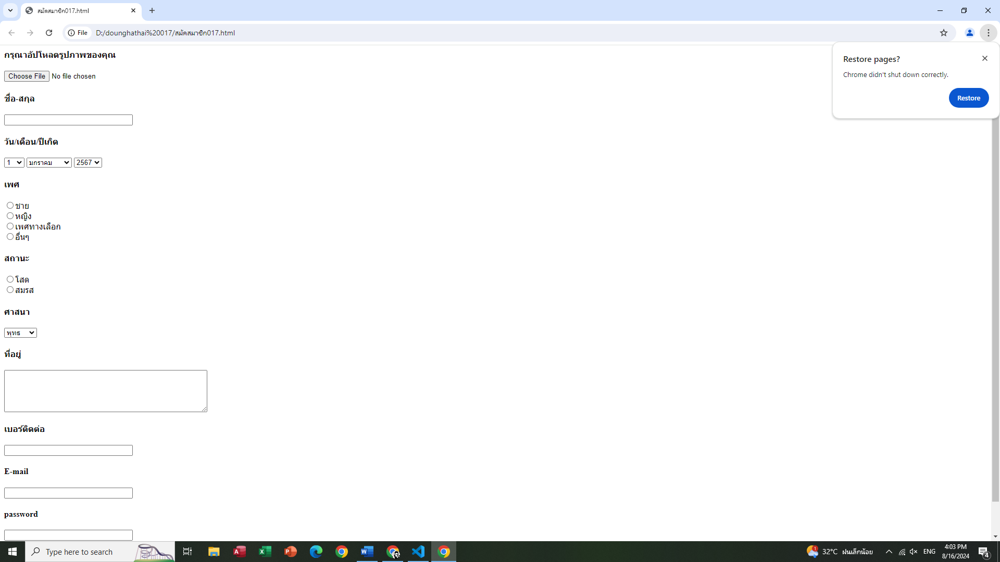 สมัคสมาชิก017.html
File
D:/dounghathai%20017/สมัคสมาชิก017.html
Restore pages?
Chrome didn't shut down correctly.
Restore
กรุณาอัปโหลดรูปภาพของคุณ
Choose File No file chosen
ชื่อ-สกุล
วัน/เดือน/ปีเกิด
1 มกราคม 2567
เพศ
ชาย
หญิง
เพศทางเลือก
อื่นๆ
สถานะ
โสด
สมรส
ศาสนา
พุทธ
ที่อยู่
เบอร์ติดต่อ
E-mail
password
Type here to search
1
32°C ฝนเล็กน้อย
ENG
4:03 PM
8/16/2024
4